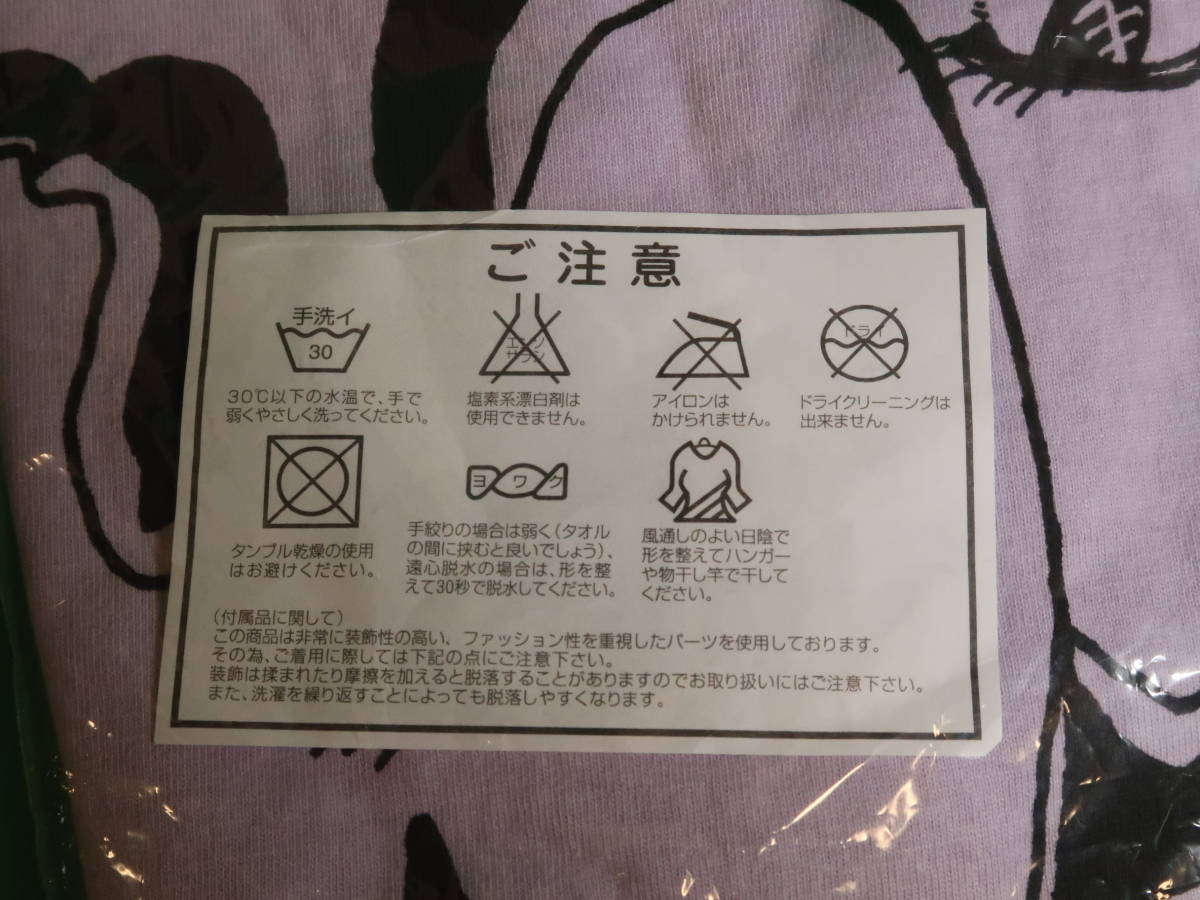 ご注意
手洗イ
30
30℃以下の水温で、手で
弱くやさしく洗ってください。
エンソ
サラシ
塩素系漂白剤は
使用できません。
アイロンは
かけられません。
ドライ
ドライクリーニングは
出来ません。
タンブル乾燥の使用
はお避けください。
ヨワク
手絞りの場合は弱く(タオル
の間に挟むと良いでしょう)、
遠心脱水の場合は、形を整
えて30秒で脱水してください。
風通しのよい日陰で
形を整えてハンガー
や物干し竿で干して
ください。
(付属品に関して)
この商品は非常に装飾性の高い、ファッション性を重視したパーツを使用しております。
その為、ご着用に際しては下記の点にご注意下さい。
装飾は揉まれたり摩擦を加えると脱落することがありますのでお取り扱いにはご注意下さい。
また、洗濯を繰り返すことによっても脱落しやすくなります。